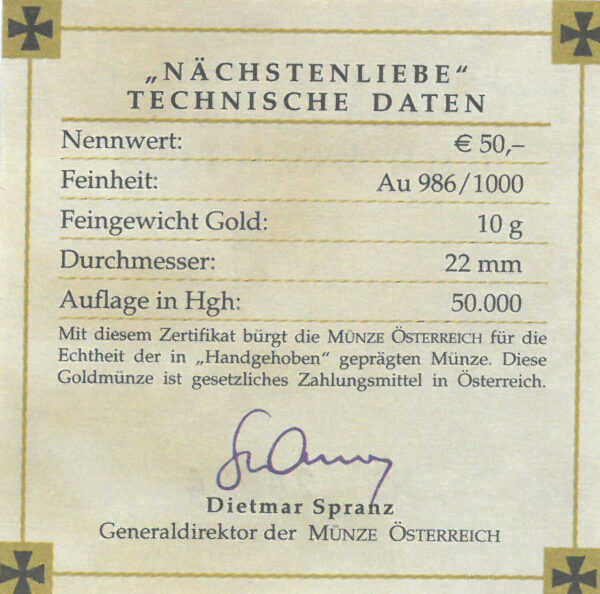 „NÄCHSTENLIEBE“
TECHNISCHE DATEN
Nennwert: € 50,–
Feinheit: Au 986/1000
Feingewicht Gold: 10 g
Durchmesser: 22 mm
Auflage in Hgh: 50.000
Mit diesem Zertifikat bürgt die MÜNZE ÖSTERREICH für die
Echtheit der in „Handgehoben“ geprägten Münze. Diese
Goldmünze ist gesetzliches Zahlungsmittel in Österreich.
Dietmar Spranz
Generaldirektor der MÜNZE ÖSTERREICH